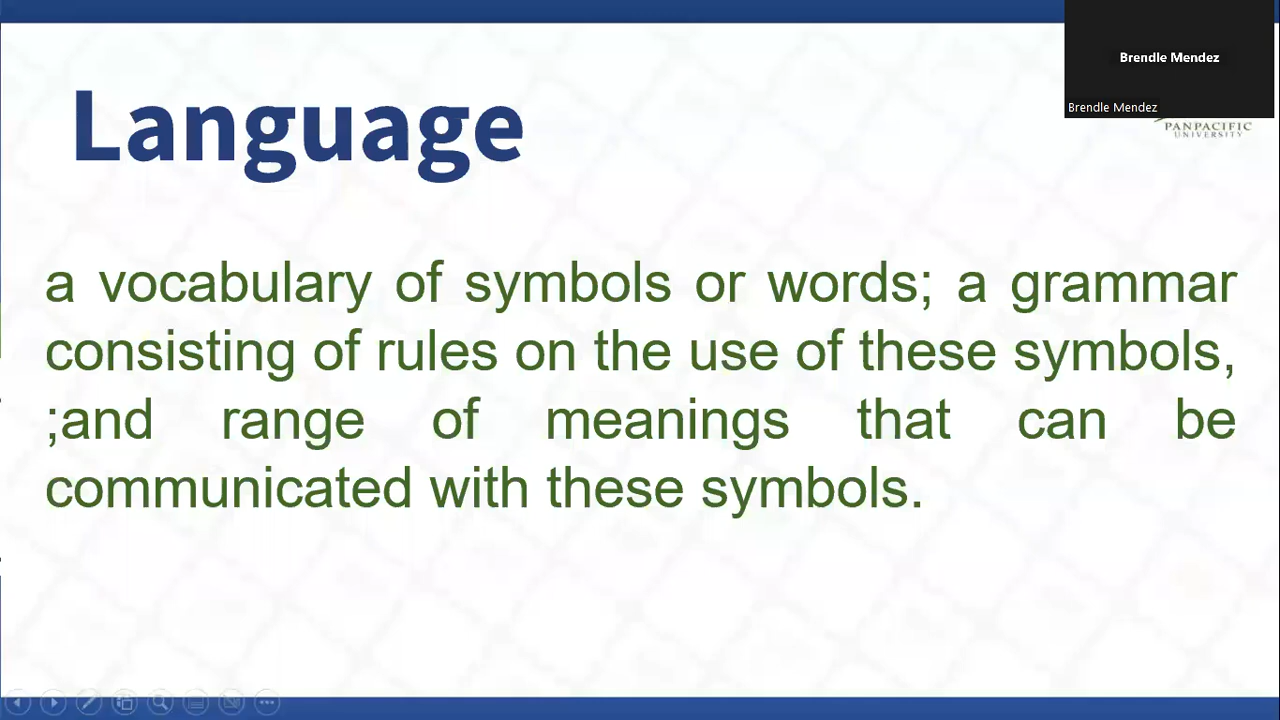 Brendle Mendez
Brendle Mendez
PANPACIFIC
UNIVERSITY
Language
a vocabulary of symbols or words; a grammar
consisting of rules on the use of these symbols,
;and range of meanings that can be
communicated with these symbols.